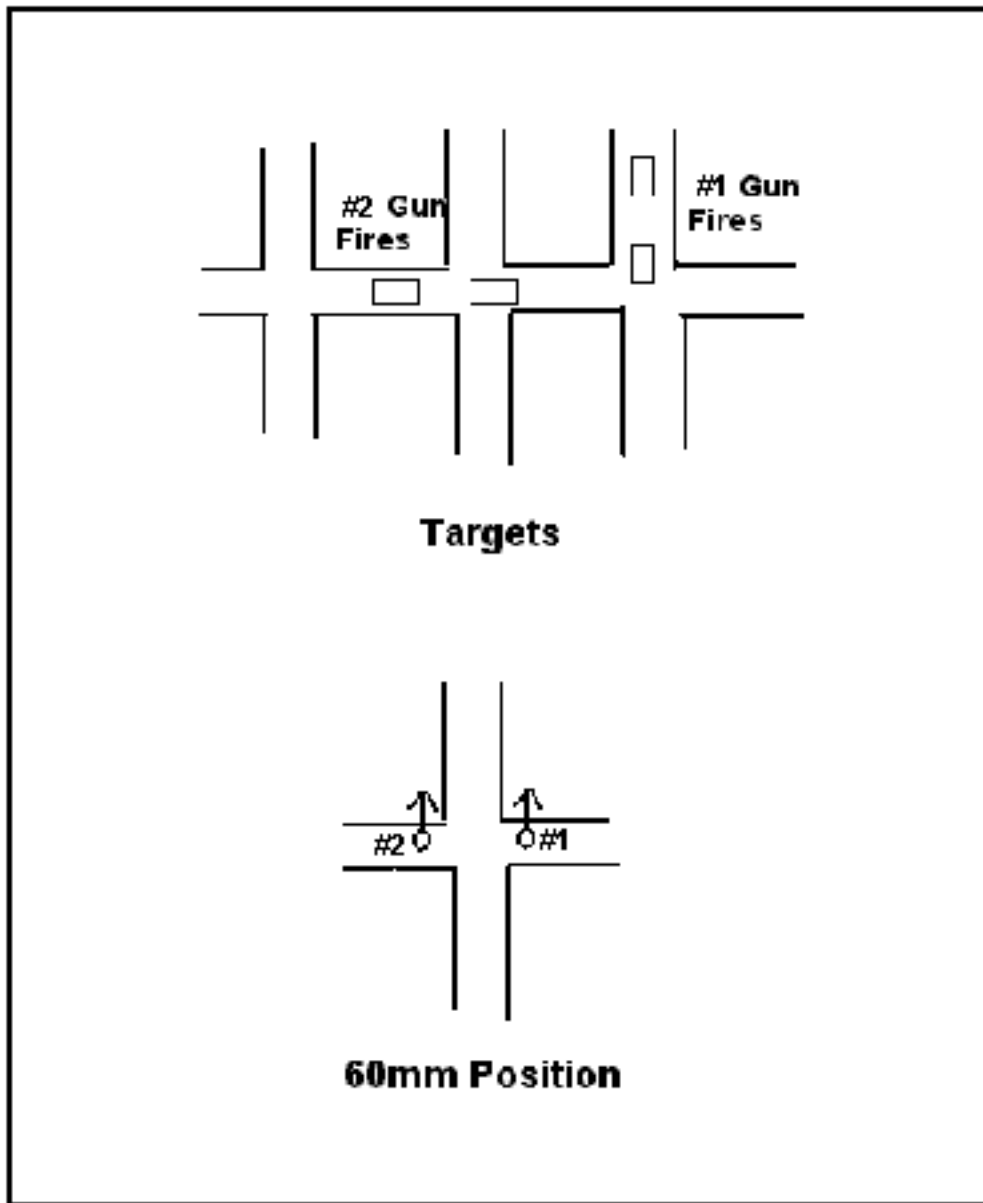 #2 Gun
Fires
#1 Gun
Fires
Targets
#2
#1
60mm Position